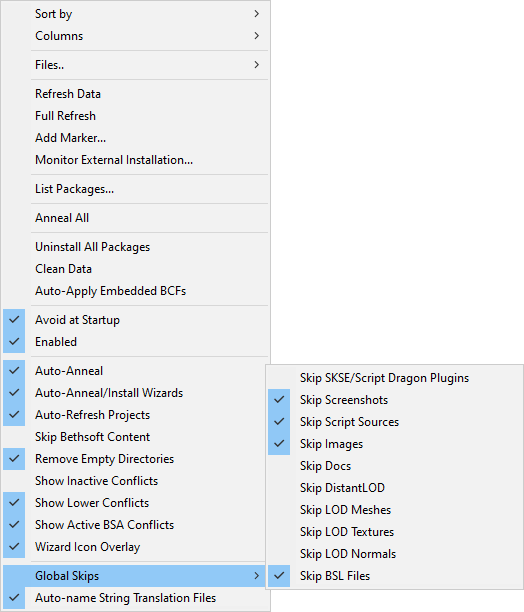 Sort by
Columns
Files..
Refresh Data
Full Refresh
Add Marker...
Monitor External Installation...
List Packages...
Anneal All
Uninstall All Packages
Clean Data
Auto-Apply Embedded BCFs
Avoid at Startup
Enabled
Auto-Anneal
Auto-Anneal/Install Wizards
Auto-Refresh Projects
Skip Bethsoft Content
Remove Empty Directories
Show Inactive Conflicts
Show Lower Conflicts
Show Active BSA Conflicts
Wizard Icon Overlay
Global Skips
Auto-name String Translation Files
Skip SKSE/Script Dragon Plugins
Skip Screenshots
Skip Script Sources
Skip Images
Skip Docs
Skip DistantLOD
Skip LOD Meshes
Skip LOD Textures
Skip LOD Normals
Skip BSL Files